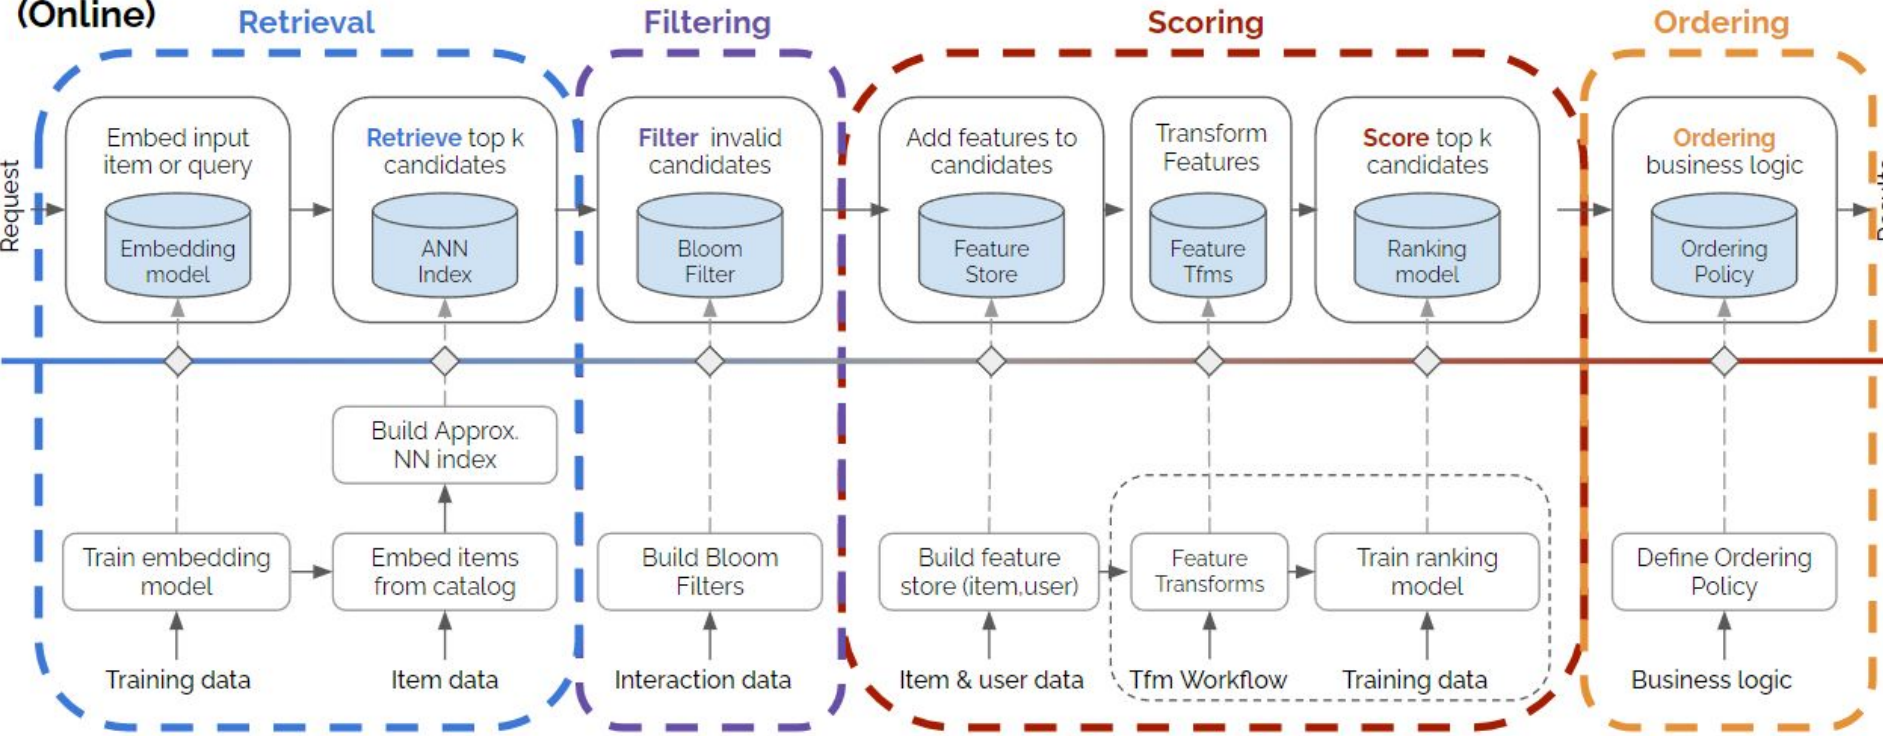 (Online)
Retrieval
Filtering
Scoring
Ordering
Request
Embed input
item or query
Embedding
model
Retrieve top k
candidates
ANN
Index
Filter invalid
candidates
Bloom
Filter
Add features to
candidates
Feature
Store
Transform
Features
Feature
Tfms
Score top k
candidates
Ranking
model
Ordering
business logic
Ordering
Policy
Build Approx.
NN index
Train embedding
model
Embed items
from catalog
Build Bloom
Filters
Build feature
store (item,user)
Feature
Transforms
Train ranking
model
Define Ordering
Policy
Training data
Item data
Interaction data
Item & user data
Tfm Workflow
Training data
Business logic